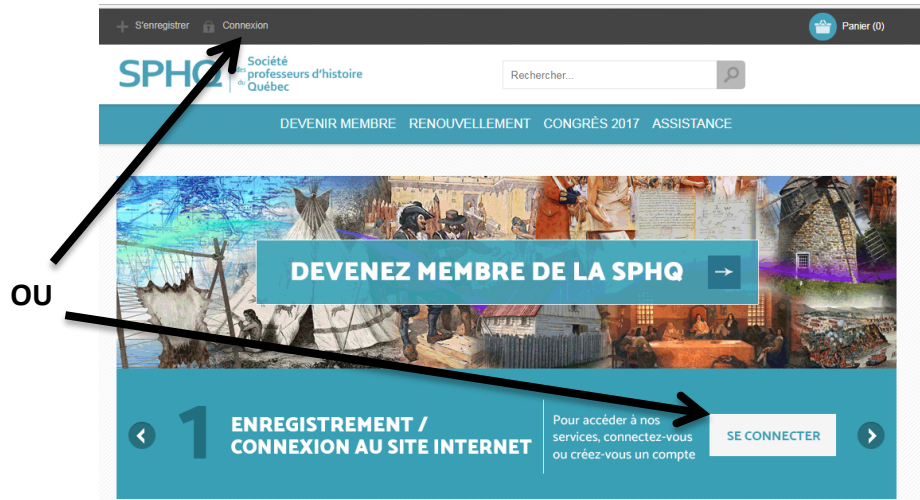 S'enregistrer Connexion Panier (0)
SPHQ Société
des professeurs d'histoire
du Québec
Rechercher...
DEVENIR MEMBRE RENOUVELLEMENT CONGRÈS 2017 ASSISTANCE
DEVENEZ MEMBRE DE LA SPHQ
OU
1 ENREGISTREMENT /
CONNEXION AU SITE INTERNET
Pour accéder à nos
services, connectez-vous
ou créez-vous un compte
SE CONNECTER